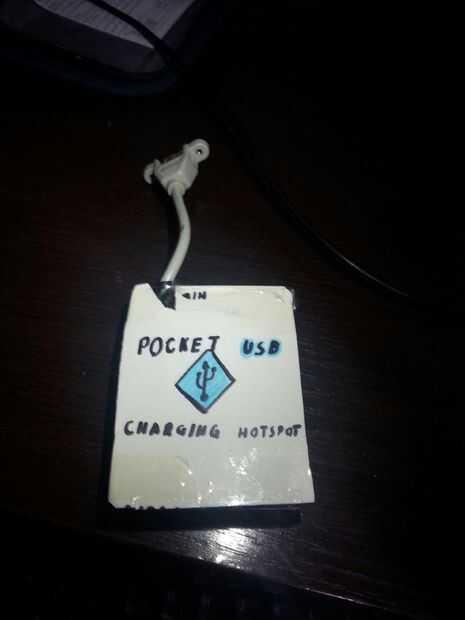 IN
POCKET USB
CHARGING HOTSPOT